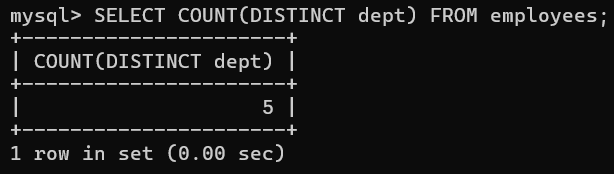 mysql> SELECT COUNT(DISTINCT dept) FROM employees;
+----------------------+
| COUNT(DISTINCT dept) |
+----------------------+
|                    5 |
+----------------------+
1 row in set (0.00 sec)